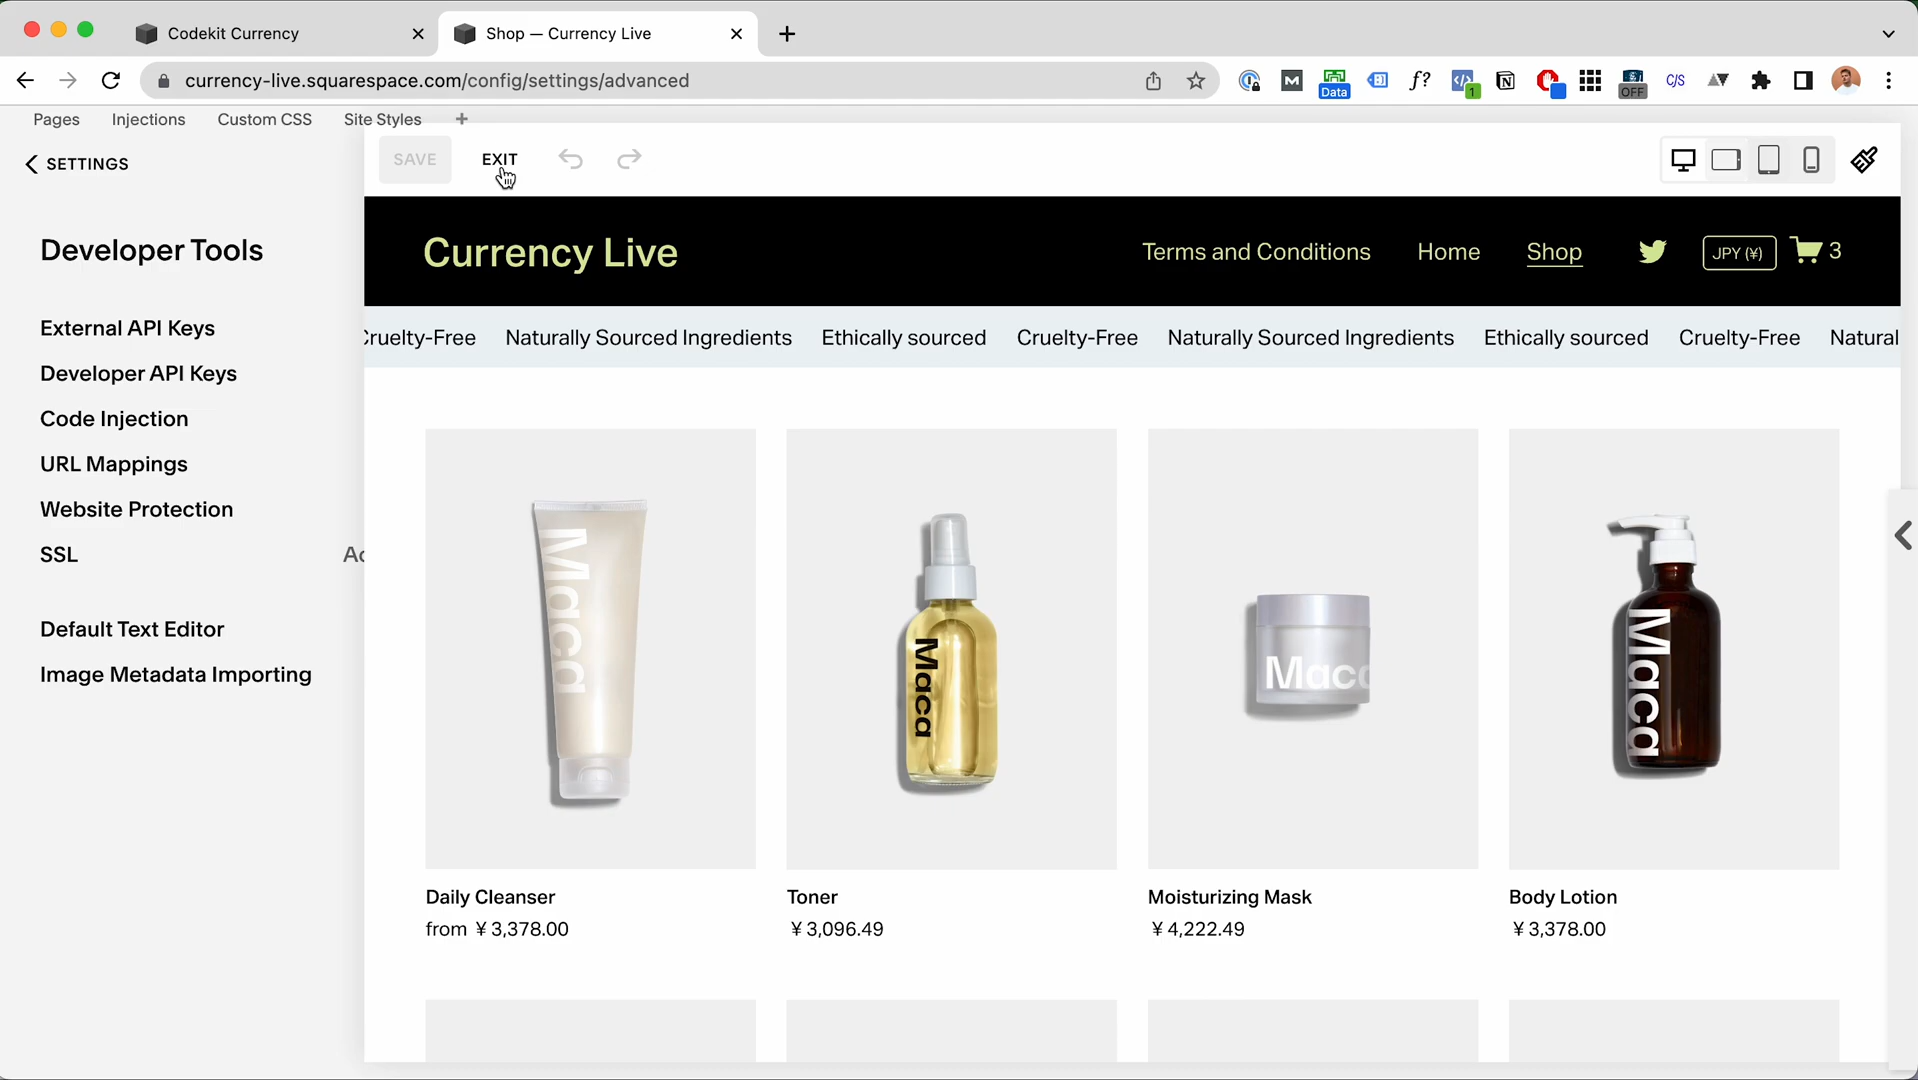 Codekit Currency
Shop — Currency Live
currency-live.squarespace.com/config/settings/advanced
Data
1
OFF
C/S
f?
M
Pages Injections Custom CSS Site Styles +
SETTINGS
SAVE EXIT
Developer Tools
External API Keys
Developer API Keys
Code Injection
URL Mappings
Website Protection
SSL
Ac
Default Text Editor
Image Metadata Importing
Currency Live
Terms and Conditions Home Shop JPY (¥) 3
Cruelty-Free Naturally Sourced Ingredients Ethically sourced Cruelty-Free Naturally Sourced Ingredients Ethically sourced Cruelty-Free Natural
Maca
Maca
Maca
Maca
Daily Cleanser
from ¥ 3,378.00
Toner
¥ 3,096.49
Moisturizing Mask
¥ 4,222.49
Body Lotion
¥ 3,378.00